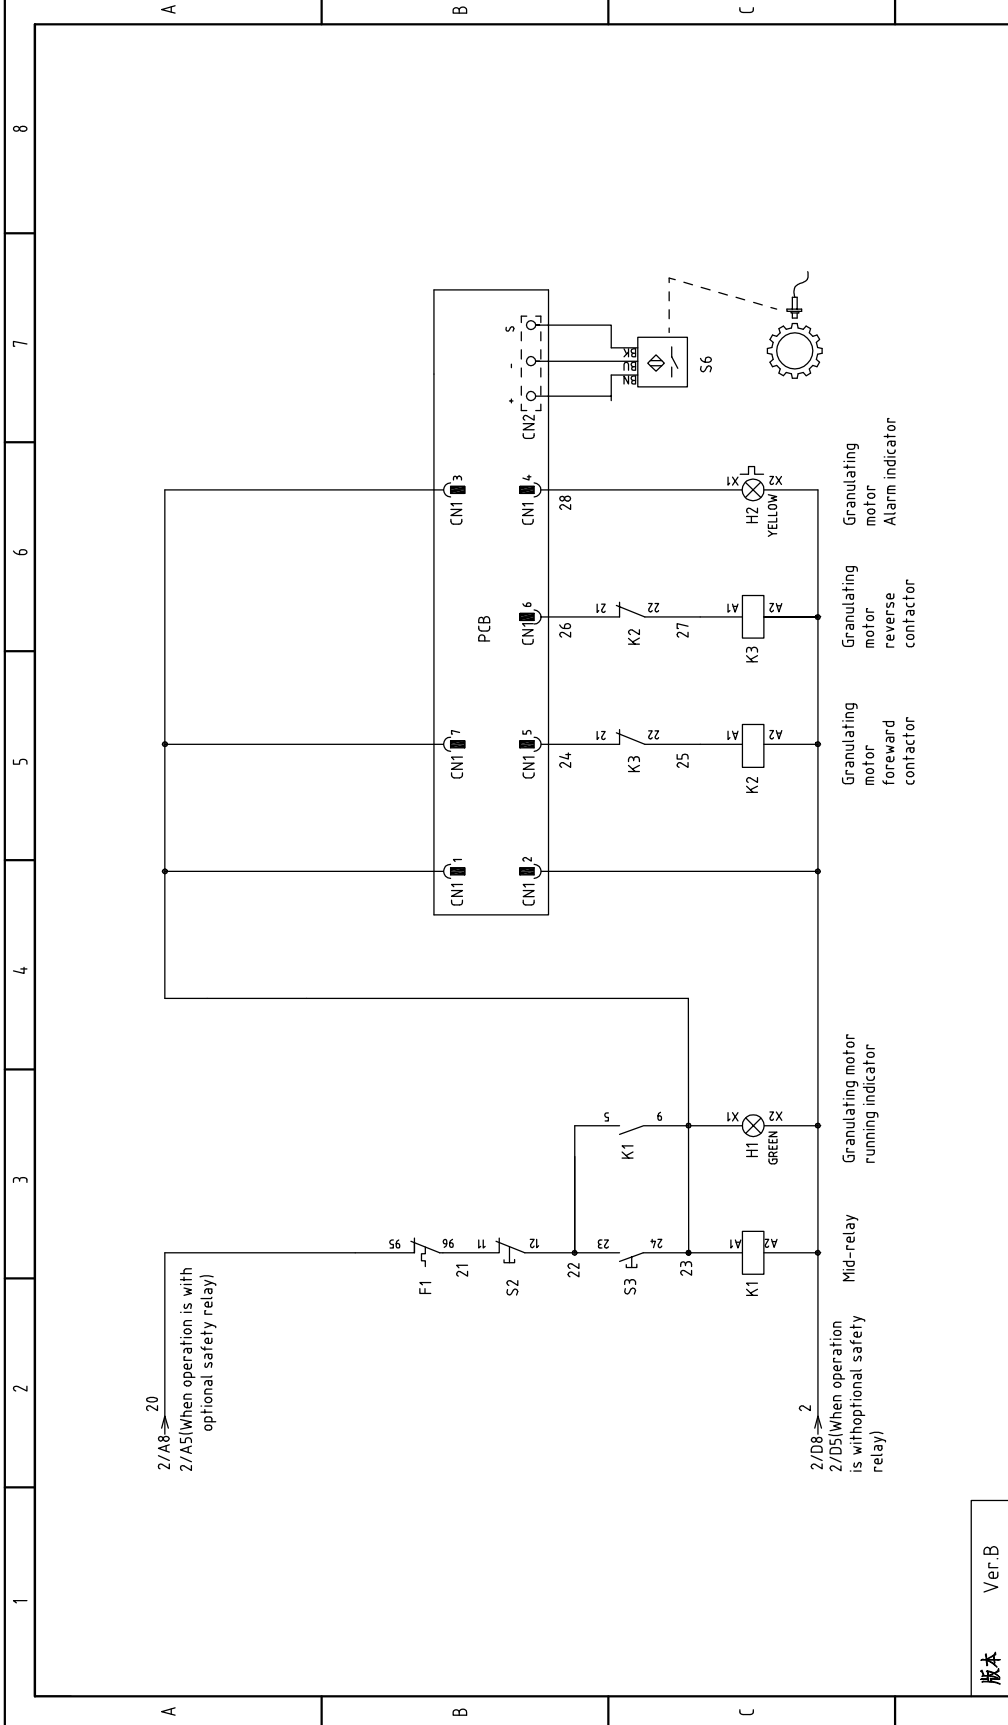 1
2
3
4
5
6
7
8
A
A
B
B
C
C
20
2/A8
2/A5(When operation is with
optional safety relay)
F1
95
96
21
S2
11
12
22
S3
23
24
23
K1
A1
A2
Mid-relay
K1
5
9
H1
GREEN
X1
X2
Granulating motor
running indicator
2
2/D8
2/D5(When operation
is withoptional safety
relay)
PCB
CN1
1
CN1
2
CN1
7
CN1
5
24
K3
21
22
25
K2
A1
A2
Granulating
motor
foreward
contactor
CN1
6
26
K2
21
22
27
K3
A1
A2
Granulating
motor
reverse
contactor
CN1
3
CN1
4
28
H2
YELLOW
X1
X2
Granulating
motor
Alarm indicator
CN2
+
-
S
BN
BU
BK
S6
版本
Ver.B